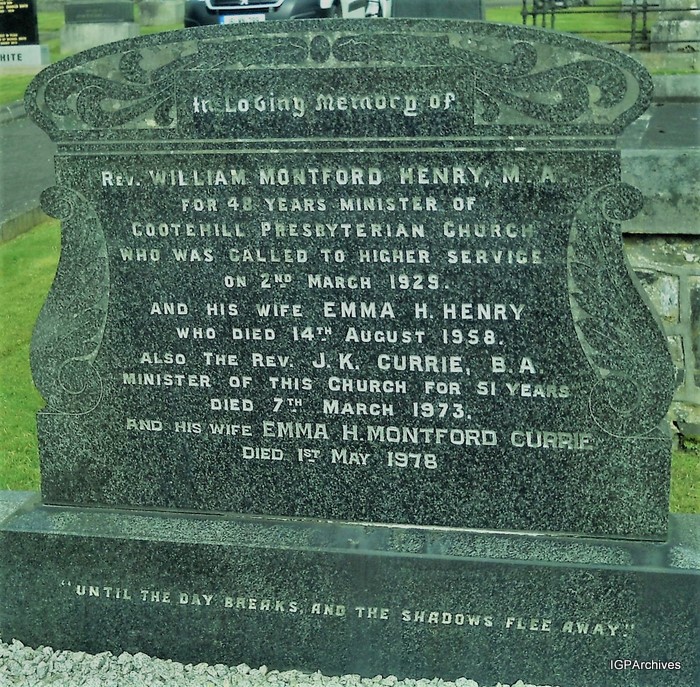 WHITE
In Loving Memory of
REV. WILLIAM MONTFORD HENRY, M. A.
FOR 48 YEARS MINISTER OF
COOTEHILL PRESBYTERIAN CHURCH
WHO WAS CALLED TO HIGHER SERVICE
ON 2ND MARCH 1929.
AND HIS WIFE EMMA H. HENRY
WHO DIED 14TH AUGUST 1958.
ALSO THE REV. J. K. CURRIE, B. A
MINISTER OF THIS CHURCH FOR 51 YEARS
DIED 7TH MARCH 1973.
AND HIS WIFE EMMA H. MONTFORD CURRIE
DIED 1ST MAY 1978
"UNTIL THE DAY BREAKS, AND THE SHADOWS FLEE AWAY."
IGPArchives